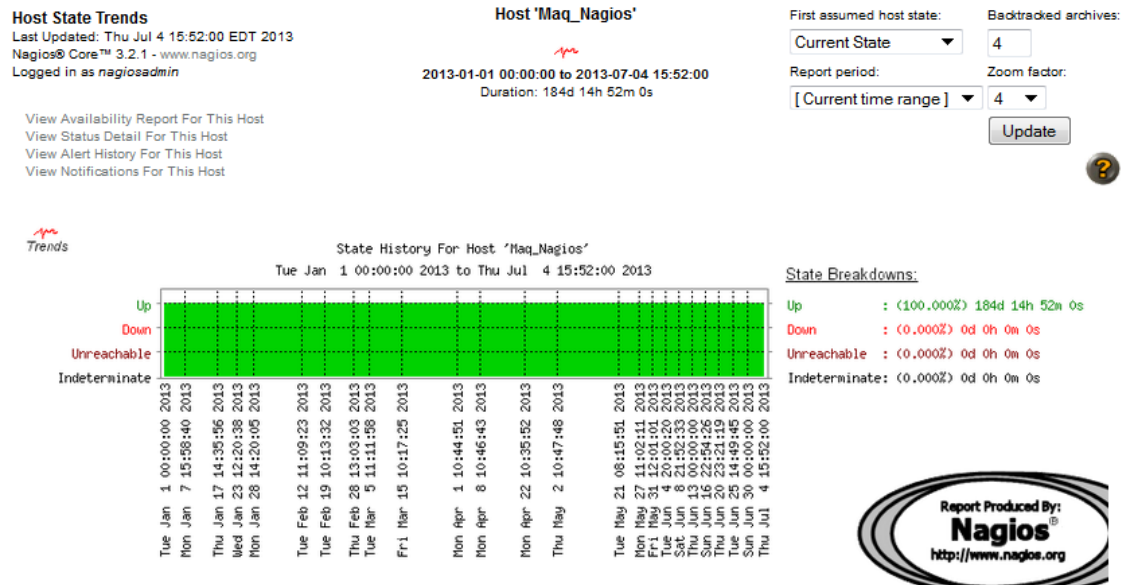 Host State Trends
Last Updated: Thu Jul 4 15:52:00 EDT 2013
Nagios® Core™ 3.2.1 - www.nagios.org
Logged in as nagiosadmin
View Availability Report For This Host
View Status Detail For This Host
View Alert History For This Host
View Notifications For This Host
Host 'Maq_Nagios'
2013-01-01 00:00:00 to 2013-07-04 15:52:00
Duration: 184d 14h 52m 0s
First assumed host state:
Current State
Backtracked archives:
4
Report period:
[ Current time range ]
Zoom factor:
4
Update
?
Trends
State History For Host 'Maq_Nagios'
Tue Jan 1 00:00:00 2013 to Thu Jul 4 15:52:00 2013
Up
Down
Unreachable
Indeterminate
Tue Jan 1 00:00:00 2013
Mon Jan 7 15:58:40 2013
Thu Jan 17 14:35:56 2013
Wed Jan 23 12:20:38 2013
Mon Jan 28 14:20:05 2013
Tue Feb 12 11:09:23 2013
Tue Feb 19 10:13:32 2013
Thu Feb 28 13:03:03 2013
Tue Mar 5 11:11:58 2013
Fri Mar 15 10:17:25 2013
Mon Apr 1 10:44:51 2013
Mon Apr 8 10:46:43 2013
Mon Apr 22 10:35:52 2013
Thu May 2 10:47:48 2013
Tue May 21 08:15:51 2013
Mon May 27 11:02:11 2013
Fri May 31 12:01:01 2013
Tue Jun 4 20:00:20 2013
Sat Jun 8 21:52:33 2013
Thu Jun 13 00:00:00 2013
Sun Jun 16 22:54:26 2013
Thu Jun 20 23:21:19 2013
Tue Jun 25 14:49:45 2013
Sun Jun 30 00:00:00 2013
Thu Jul 4 15:52:00 2013
State Breakdowns:
Up : (100.000%) 184d 14h 52m 0s
Down : (0.000%) 0d 0h 0m 0s
Unreachable : (0.000%) 0d 0h 0m 0s
Indeterminate: (0.000%) 0d 0h 0m 0s
Report Produced By:
Nagios®
http://www.nagios.org